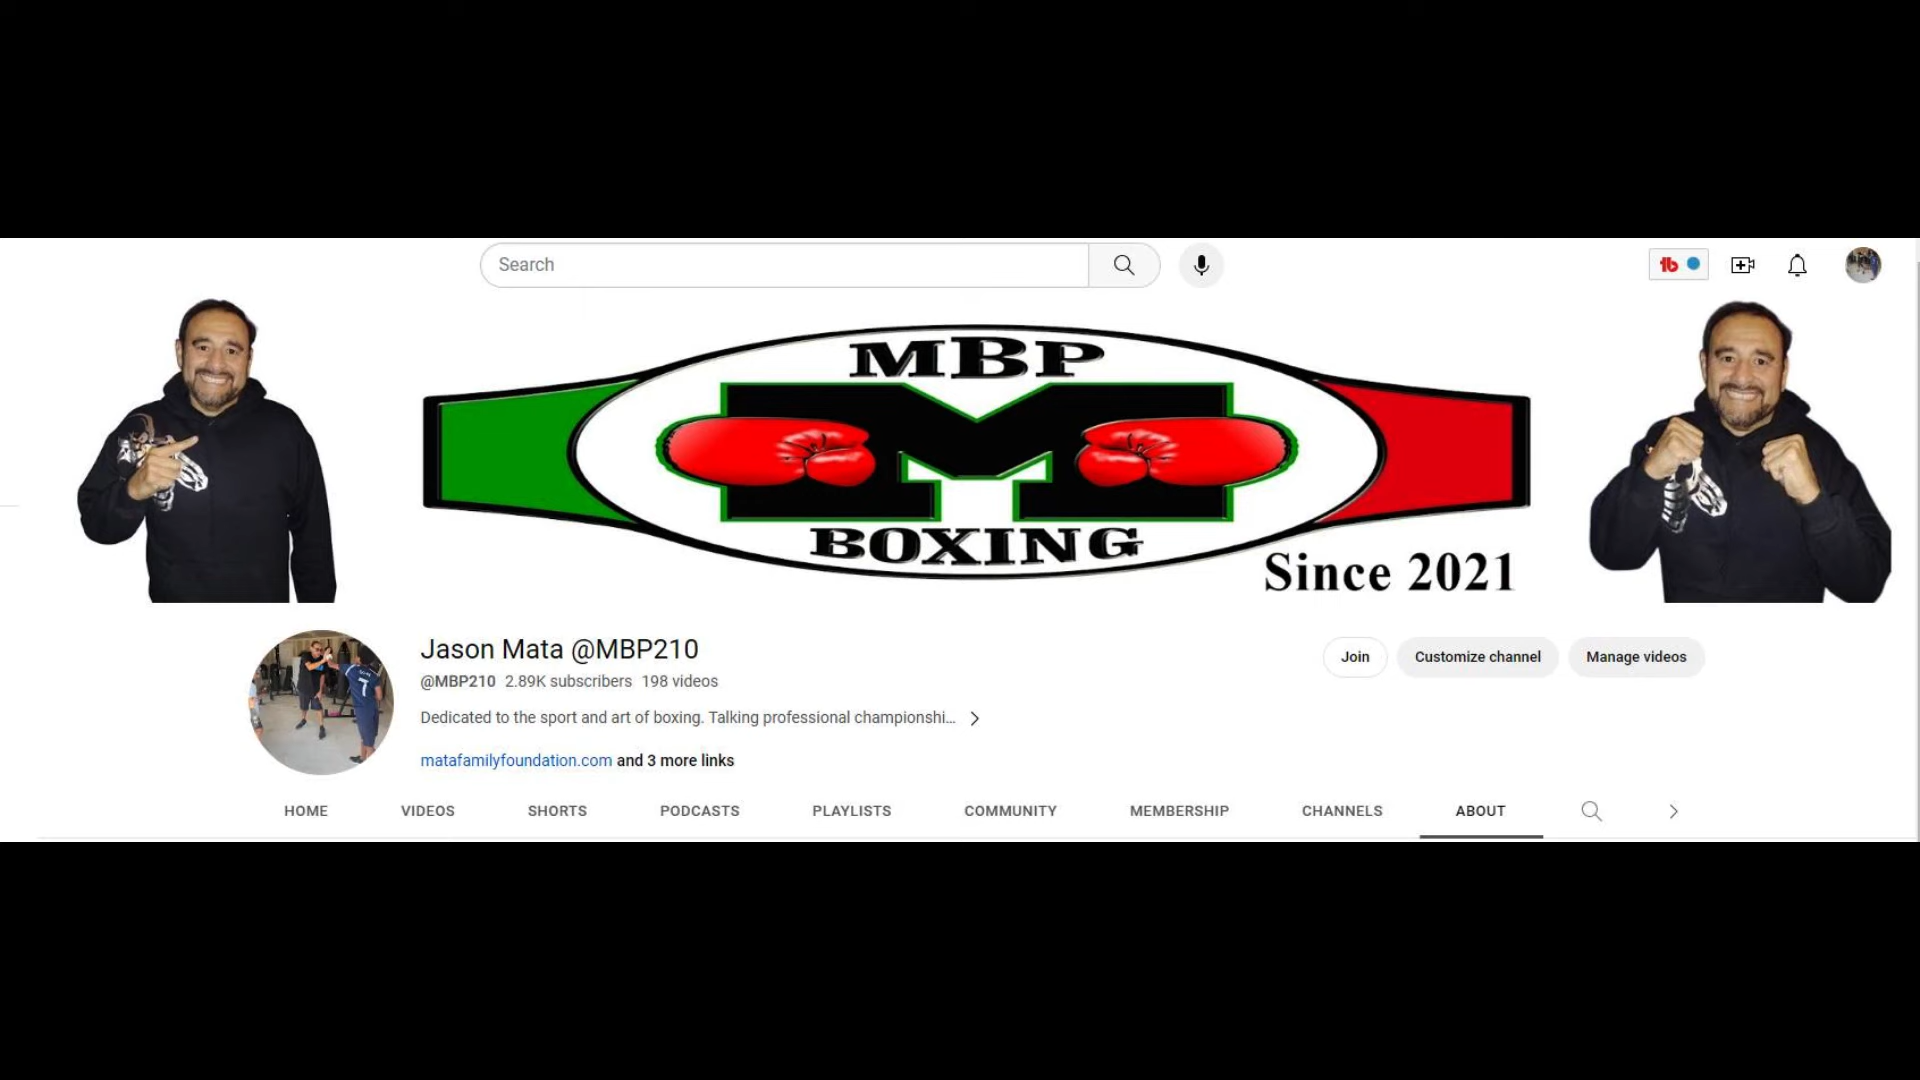 Search
MBP
BOXING
Since 2021
Jason Mata @MBP210
@MBP210 2.89K subscribers 198 videos
Join
Customize channel
Manage videos
Dedicated to the sport and art of boxing. Talking professional championshi...
matafamilyfoundation.com and 3 more links
HOME VIDEOS SHORTS PODCASTS PLAYLISTS COMMUNITY MEMBERSHIP CHANNELS ABOUT